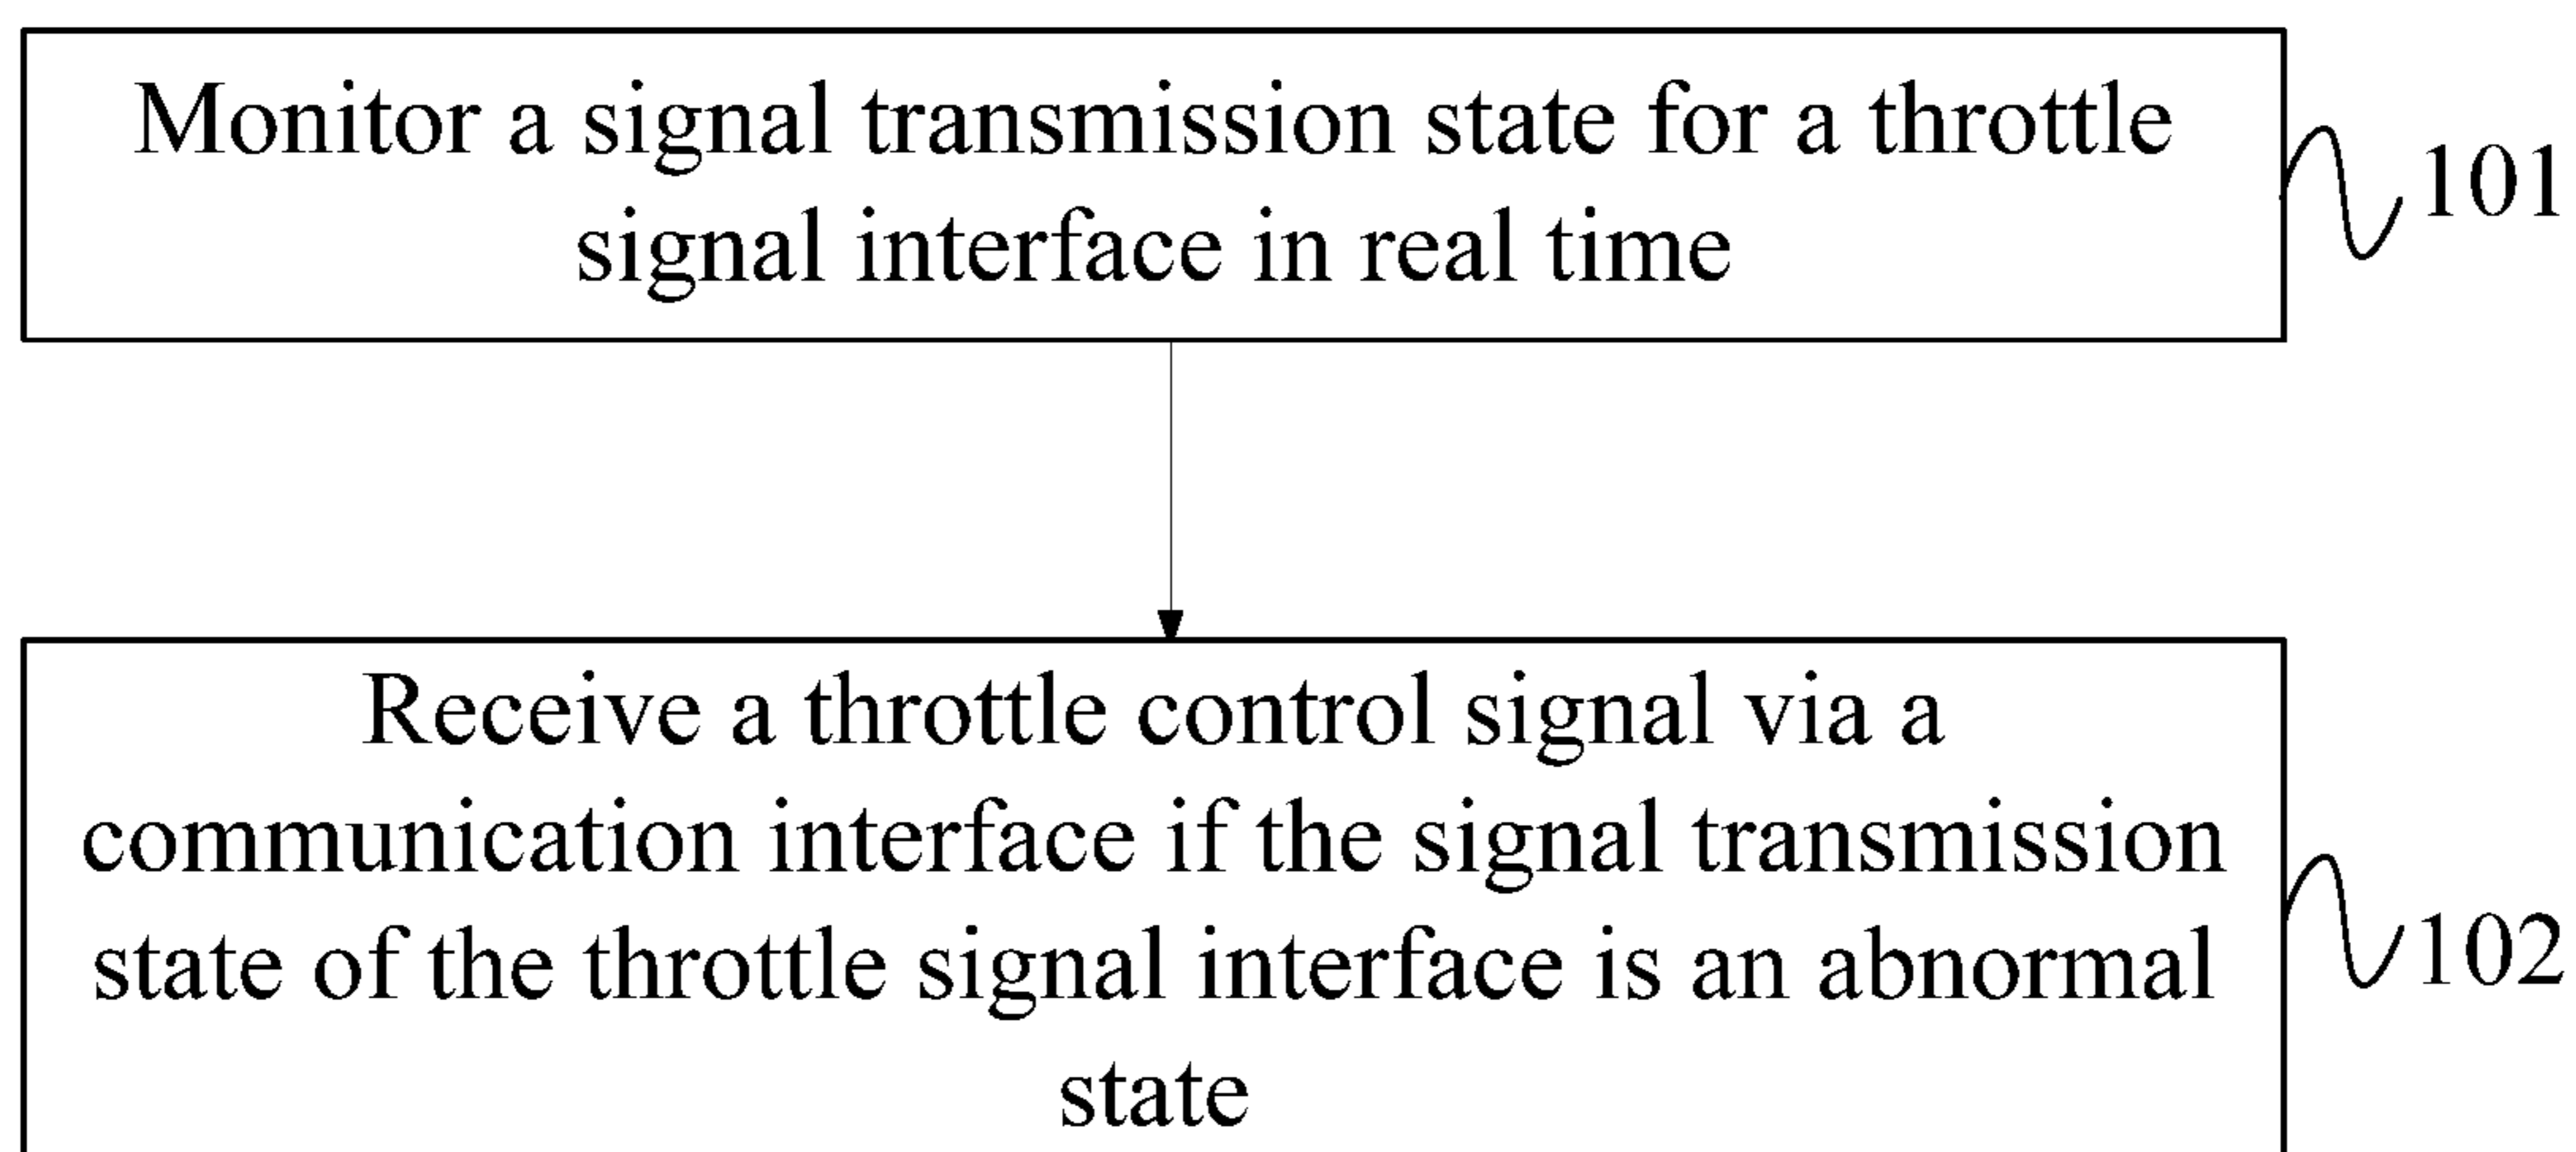 Monitor a signal transmission state for a throttle
signal interface in real time
101
Receive a throttle control signal via a
communication interface if the signal transmission
state of the throttle signal interface is an abnormal
state
102